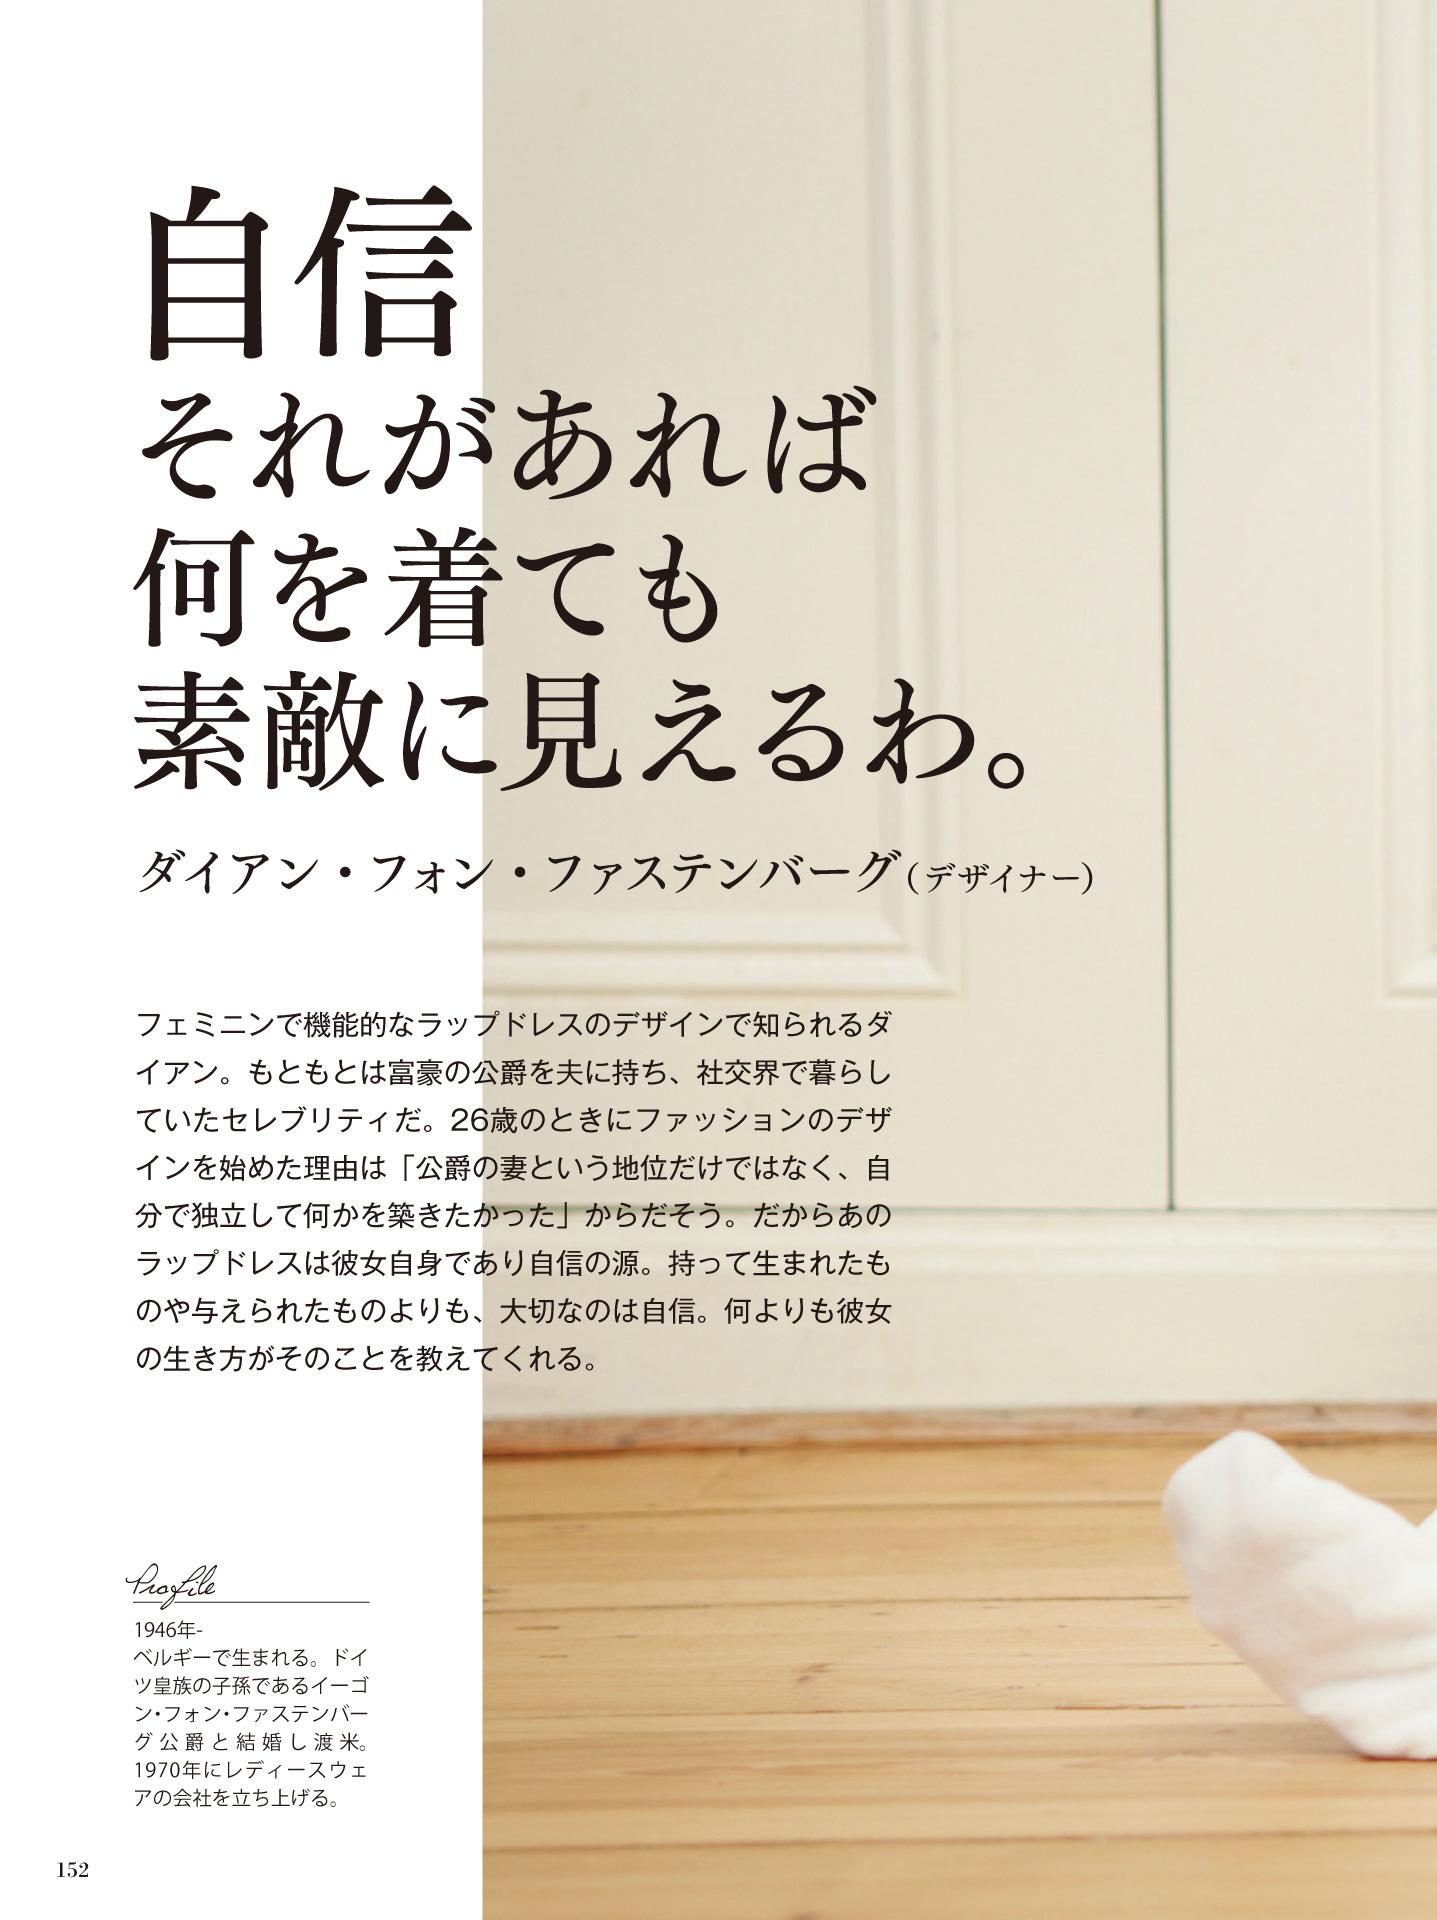 自信
それがあれば
何を着ても
素敵に見えるわ。
ダイアン・フォン・ファステンバーグ(デザイナー)
フェミニンで機能的なラップドレスのデザインで知られるダ
イアン。もともとは富豪の公爵を夫に持ち、社交界で暮らし
ていたセレブリティだ。26歳のときにファッションのデザ
インを始めた理由は「公爵の妻という地位だけではなく、自
分で独立して何かを築きたかった」からだそう。だからあの
ラップドレスは彼女自身であり自信の源。持って生まれたも
のや与えられたものよりも、大切なのは自信。何よりも彼女
の生き方がそのことを教えてくれる。
Profile
1946年-
ベルギーで生まれる。ドイ
ツ皇族の子孫であるイーゴ
ン・フォン・ファステンバー
グ公爵と結婚し渡米。
1970年にレディースウェ
アの会社を立ち上げる。
152